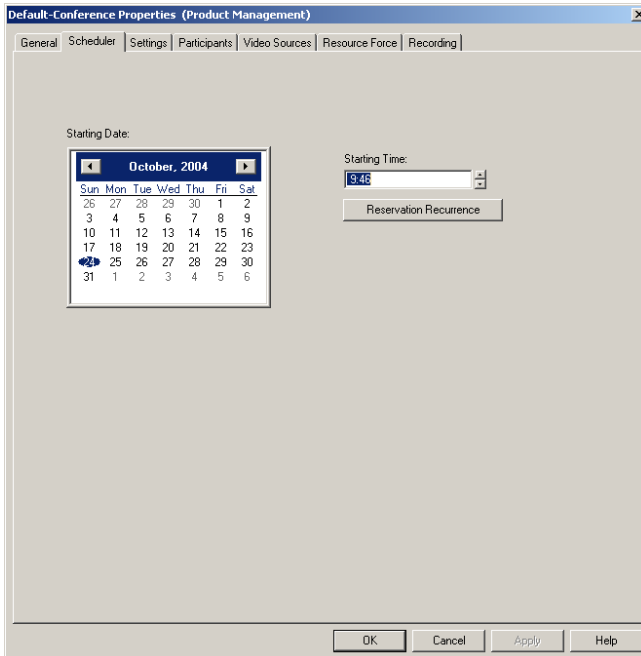 Default-Conference Properties (Product Management)
General Scheduler Settings Participants Video Sources Resource Force Recording
Starting Date:
October, 2004
Sun Mon Tue Wed Thu Fri Sat
26 27 28 29 30 1 2
3 4 5 6 7 8 9
10 11 12 13 14 15 16
17 18 19 20 21 22 23
24 25 26 27 28 29 30
31 1 2 3 4 5 6
Starting Time:
9:46
Reservation Recurrence
OK Cancel Apply Help